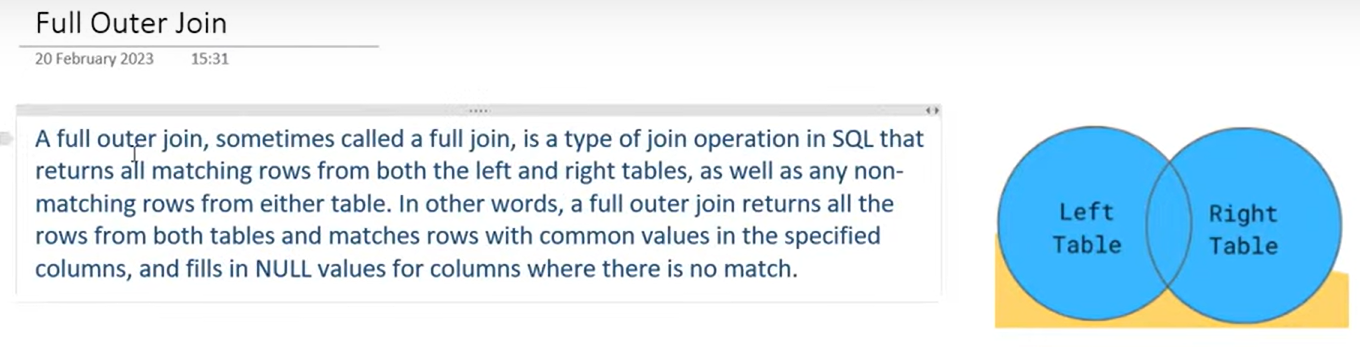 Full Outer Join
20 February 2023 15:31
A full outer join, sometimes called a full join, is a type of join operation in SQL that
returns all matching rows from both the left and right tables, as well as any non-
matching rows from either table. In other words, a full outer join returns all the
rows from both tables and matches rows with common values in the specified
columns, and fills in NULL values for columns where there is no match.
Left
Table
Right
Table